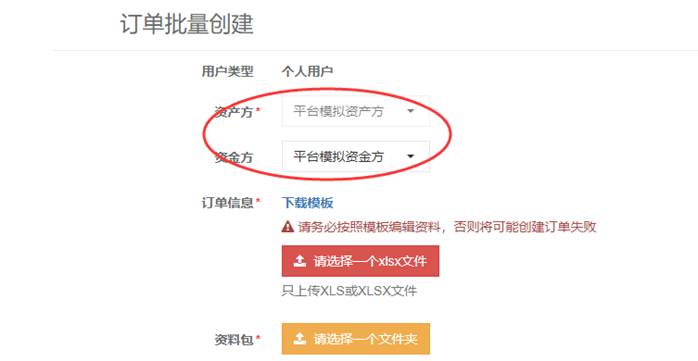 订单批量创建
用户类型 个人用户
资产方* 平台模拟资产方
资金方 平台模拟资金方
订单信息* 下载模板
请务必按照模板编辑资料，否则将可能创建订单失败
请选择一个xlsx文件
只上传XLS或XLSX文件
资料包* 请选择一个文件夹